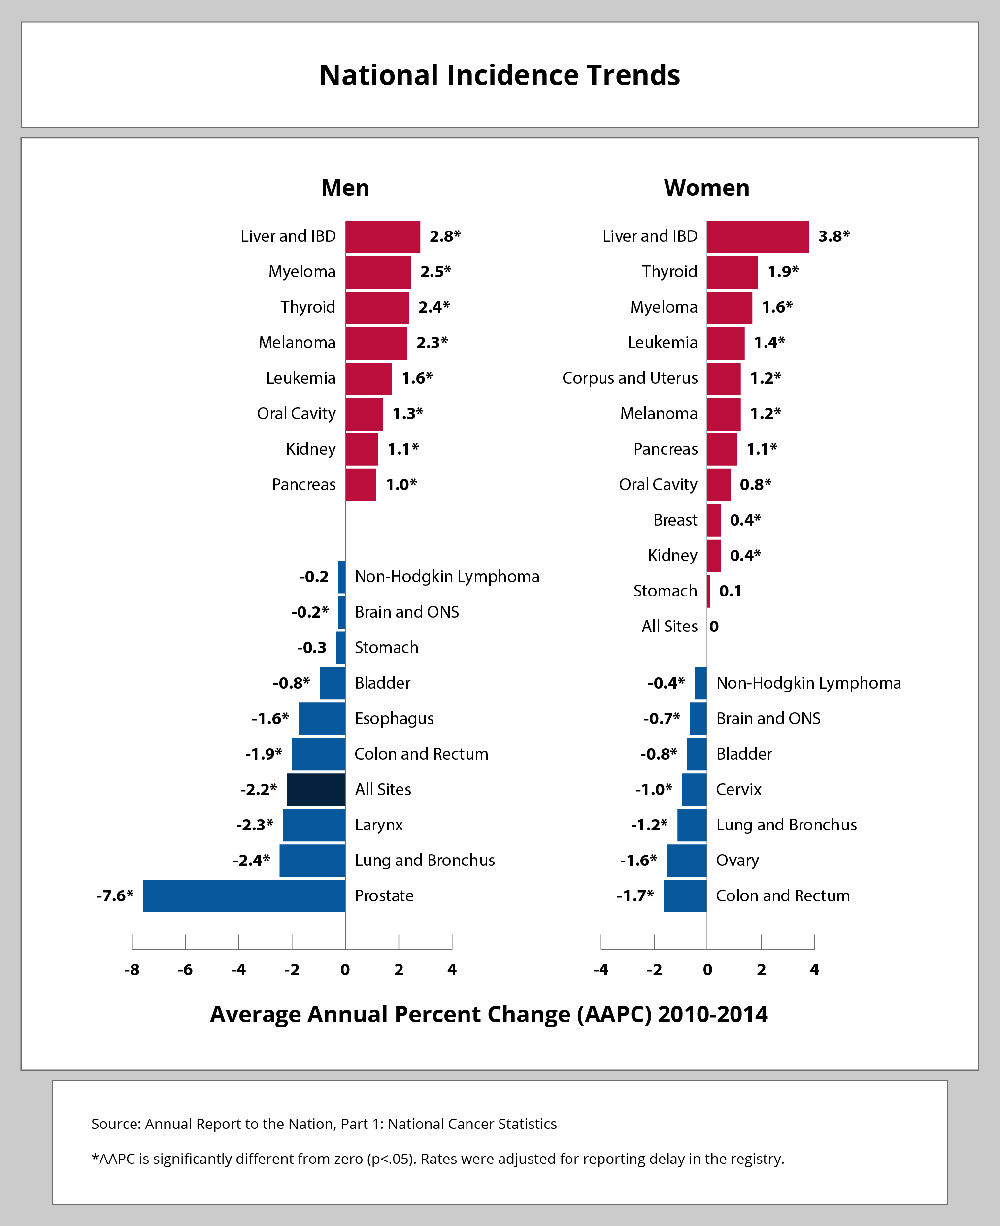 National Incidence Trends
Men
Liver and IBD 2.8*
Myeloma 2.5*
Thyroid 2.4*
Melanoma 2.3*
Leukemia 1.6*
Oral Cavity 1.3*
Kidney 1.1*
Pancreas 1.0*
-0.2 Non-Hodgkin Lymphoma
-0.2* Brain and ONS
-0.3 Stomach
-0.8* Bladder
-1.6* Esophagus
-1.9* Colon and Rectum
-2.2* All Sites
-2.3* Larynx
-2.4* Lung and Bronchus
-7.6* Prostate
-8 -6 -4 -2 0 2 4
Women
Liver and IBD 3.8*
Thyroid 1.9*
Myeloma 1.6*
Leukemia 1.4*
Corpus and Uterus 1.2*
Melanoma 1.2*
Pancreas 1.1*
Oral Cavity 0.8*
Breast 0.4*
Kidney 0.4*
Stomach 0.1
All Sites 0
-0.4* Non-Hodgkin Lymphoma
-0.7* Brain and ONS
-0.8* Bladder
-1.0* Cervix
-1.2* Lung and Bronchus
-1.6* Ovary
-1.7* Colon and Rectum
-4 -2 0 2 4
Average Annual Percent Change (AAPC) 2010-2014
Source: Annual Report to the Nation, Part 1: National Cancer Statistics
*AAPC is significantly different from zero (p<.05). Rates were adjusted for reporting delay in the registry.